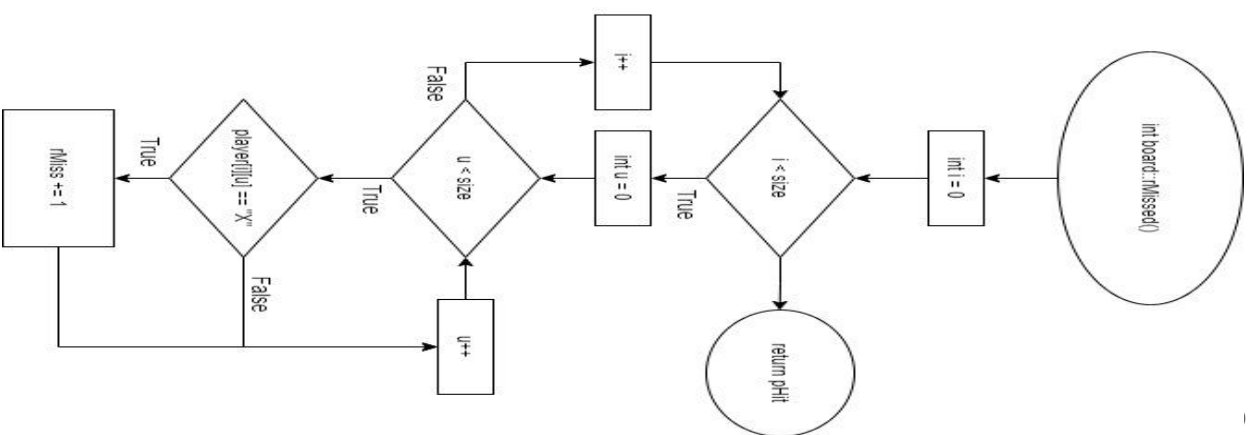 int board::rMissed()
int i = 0
i < size
True
return pHit
int u = 0
i++
u < size
False
True
u++
player[i][u] == "X"
False
True
rMiss += 1